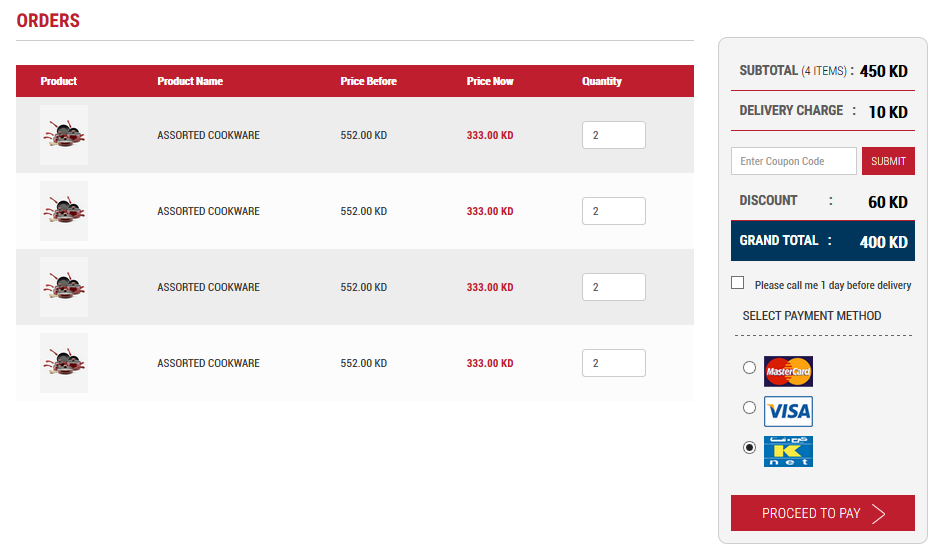 ORDERS
Product Product Name Price Before Price Now Quantity
ASSORTED COOKWARE 552.00 KD 333.00 KD 2
ASSORTED COOKWARE 552.00 KD 333.00 KD 2
ASSORTED COOKWARE 552.00 KD 333.00 KD 2
ASSORTED COOKWARE 552.00 KD 333.00 KD 2
SUBTOTAL (4 ITEMS) : 450 KD
DELIVERY CHARGE : 10 KD
Enter Coupon Code SUBMIT
DISCOUNT : 60 KD
GRAND TOTAL : 400 KD
Please call me 1 day before delivery
SELECT PAYMENT METHOD
MasterCard
VISA
كي نت
K
net
PROCEED TO PAY